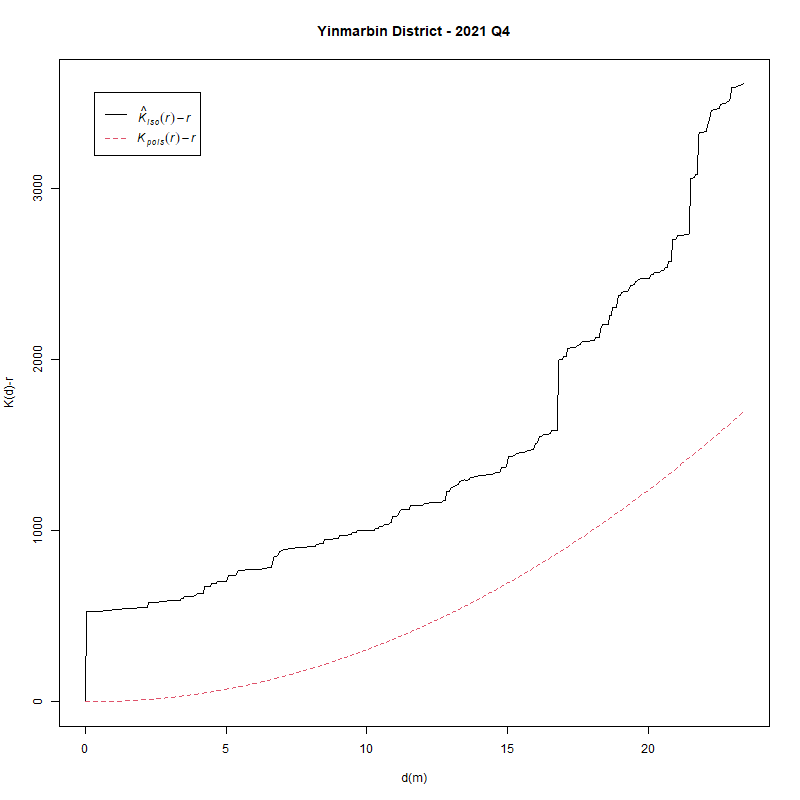 Yinmarbin District - 2021 Q4
K̂iso(r) − r
Kpois(r) − r
K(d)-r
3000
2000
1000
0
0 5 10 15 20
d(m)